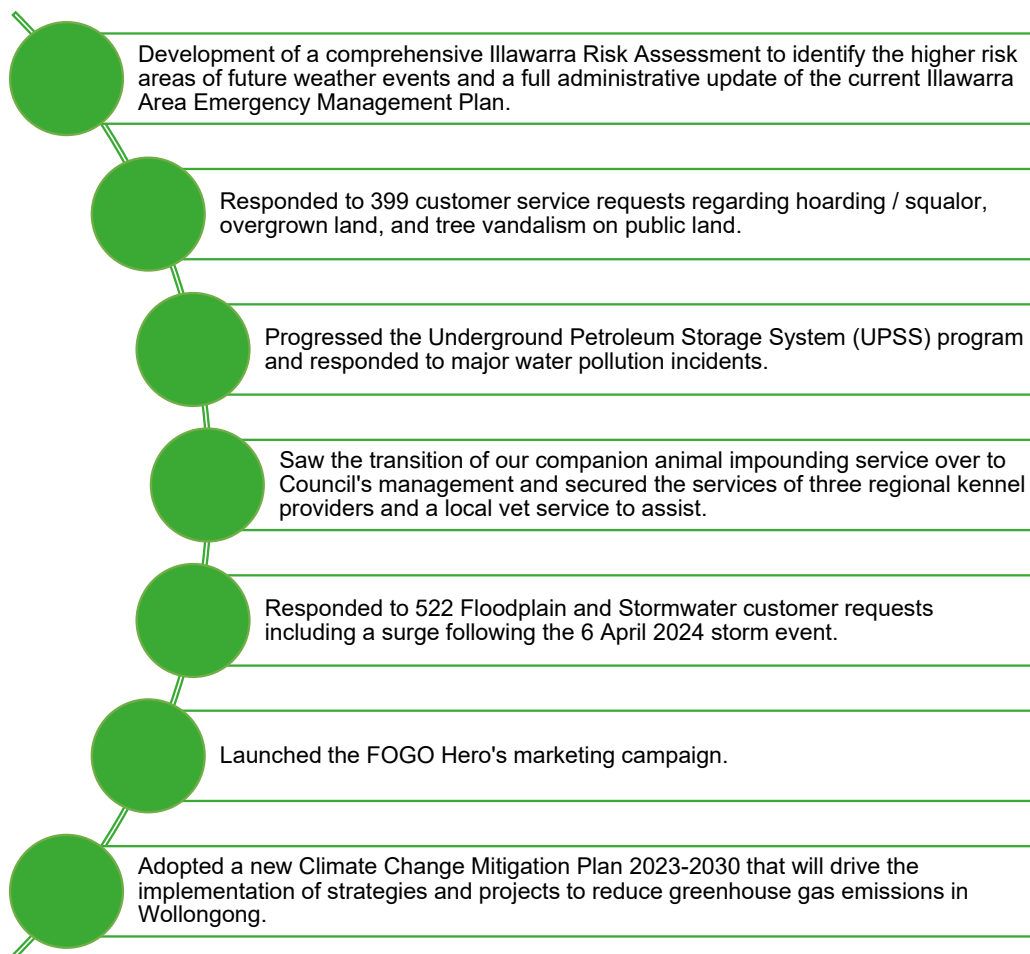 Development of a comprehensive Illawarra Risk Assessment to identify the higher risk
areas of future weather events and a full administrative update of the current Illawarra
Area Emergency Management Plan.
Responded to 399 customer service requests regarding hoarding / squalor,
overgrown land, and tree vandalism on public land.
Progressed the Underground Petroleum Storage System (UPSS) program
and responded to major water pollution incidents.
Saw the transition of our companion animal impounding service over to
Council's management and secured the services of three regional kennel
providers and a local vet service to assist.
Responded to 522 Floodplain and Stormwater customer requests
including a surge following the 6 April 2024 storm event.
Launched the FOGO Hero's marketing campaign.
Adopted a new Climate Change Mitigation Plan 2023-2030 that will drive the
implementation of strategies and projects to reduce greenhouse gas emissions in
Wollongong.